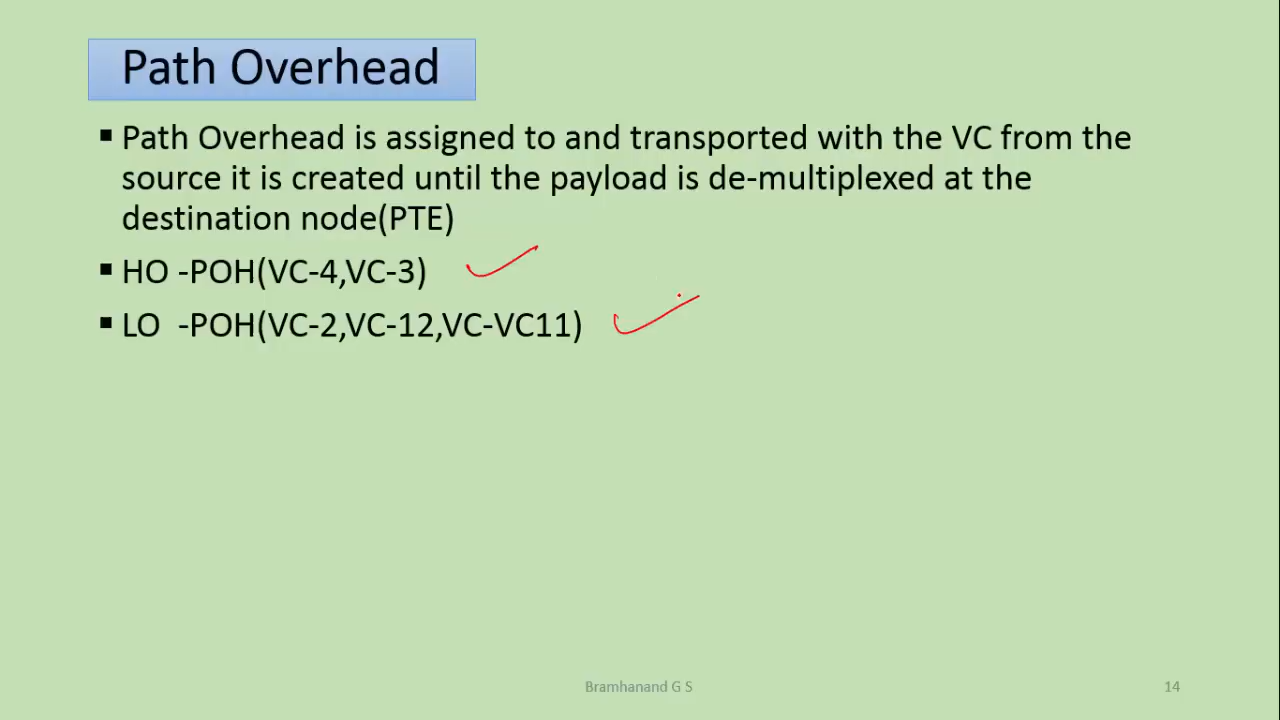 Path Overhead
▪ Path Overhead is assigned to and transported with the VC from the
source it is created until the payload is de-multiplexed at the
destination node(PTE)
▪ HO -POH(VC-4,VC-3)
▪ LO -POH(VC-2,VC-12,VC-VC11)
Bramhanand G S
14